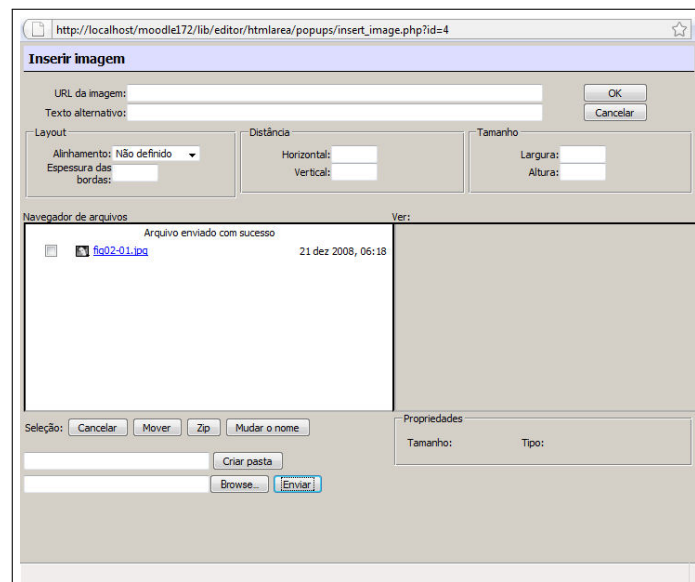 http://localhost/moodle172/lib/editor/htmlarea/popups/insert_image.php?id=4
Inserir imagem
URL da imagem:
OK
Texto alternativo:
Cancelar
Layout
Alinhamento: Não definido
Espessura das
bordas:
Distância
Horizontal:
Vertical:
Tamanho
Largura:
Altura:
Navegador de arquivos
Ver:
Arquivo enviado com sucesso
fig02-01.jpg 21 dez 2008, 06:18
Seleção: Cancelar Mover Zip Mudar o nome
Criar pasta
Browse... Enviar
Propriedades
Tamanho: Tipo: